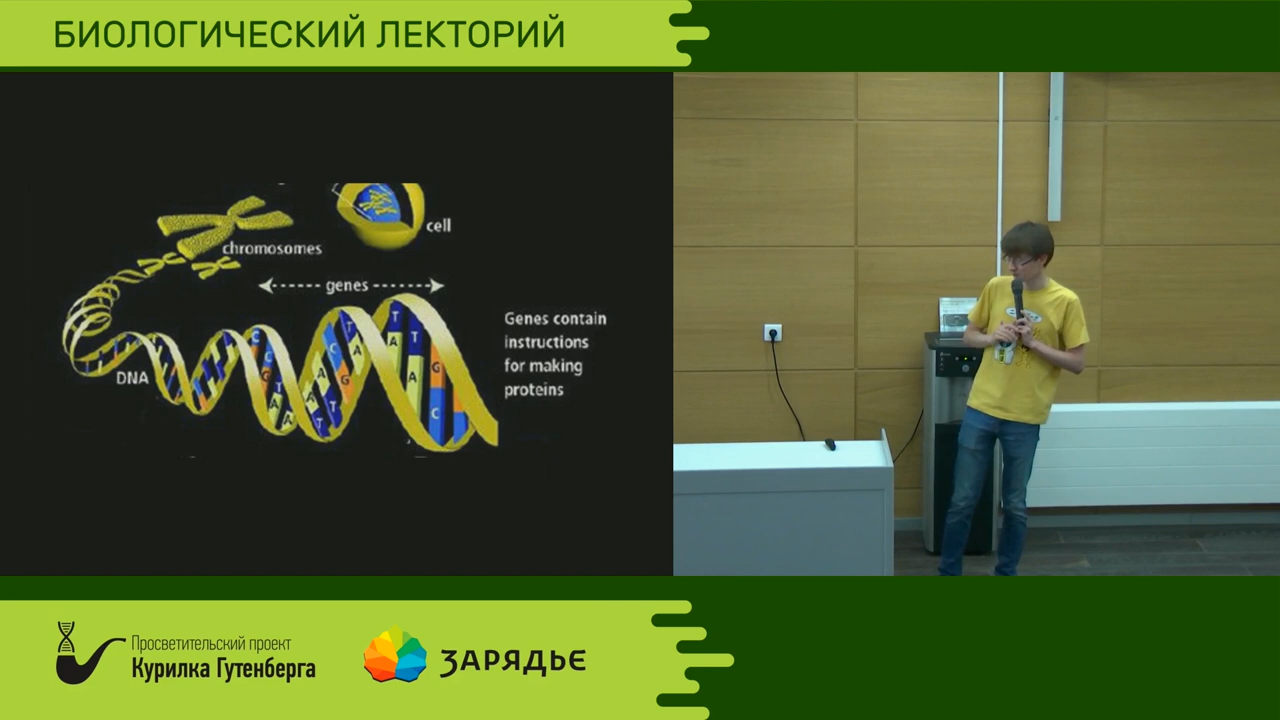 БИОЛОГИЧЕСКИЙ ЛЕКТОРИЙ
cell
chromosomes
genes
Genes contain
instructions
for making
proteins
DNA
Просветительский проект
Курилка Гутенберга
ЗАРЯДЬЕ